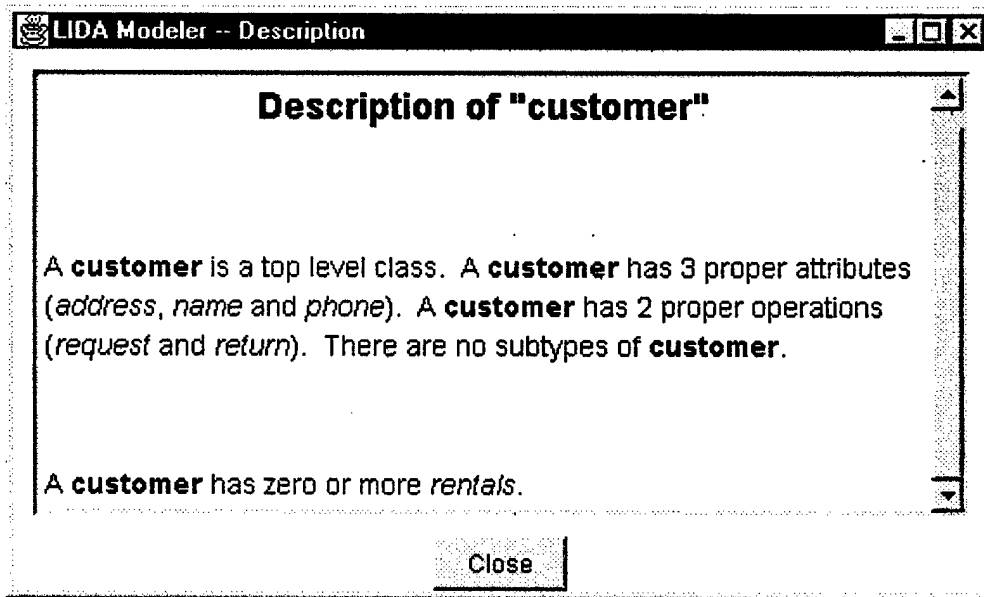 LIDA Modeler -- Description
Description of "customer"
A customer is a top level class. A customer has 3 proper attributes
(address, name and phone). A customer has 2 proper operations
(request and return). There are no subtypes of customer.
A customer has zero or more rentals.
Close